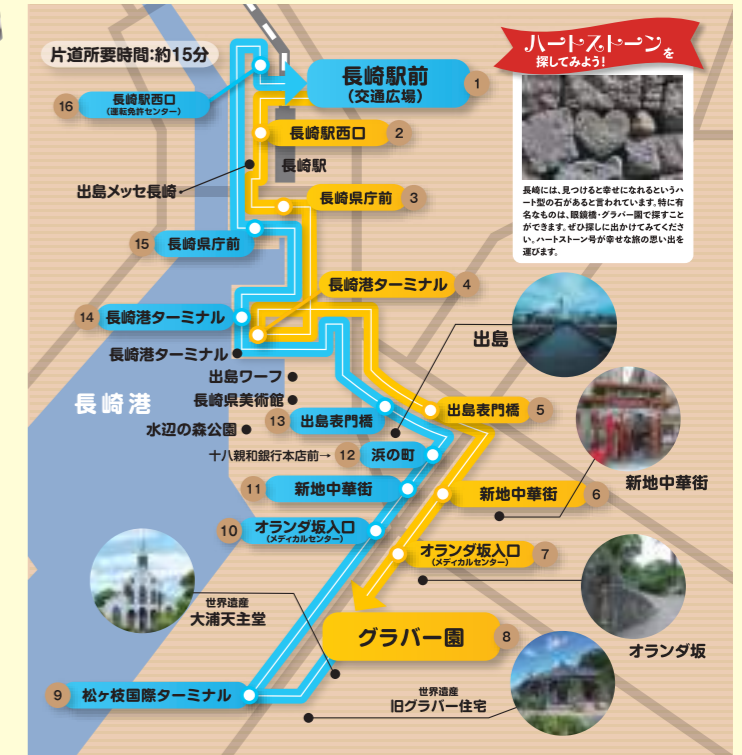 片道所要時間:約15分
ハートストーンを
探してみよう!
長崎には、見つけると幸せになれるというハ
ート型の石があると言われています。特に有
名なものは、眼鏡橋・グラバー園で探すこと
ができます。ぜひ探しに出かけてみてくださ
い。ハートストーン号が幸せな旅の思い出を
運びます。
長崎駅前
(交通広場)
1
16
長崎駅西口
(運転免許センター)
長崎駅西口 2
長崎駅
出島メッセ長崎
長崎県庁前 3
15 長崎県庁前
長崎港ターミナル 4
14 長崎港ターミナル
長崎港ターミナル
出島
出島ワーフ
長崎県美術館
長崎港
水辺の森公園
13 出島表門橋
出島表門橋 5
十八親和銀行本店前→ 12 浜の町
新地中華街
11 新地中華街
新地中華街 6
10 オランダ坂入口
(メディカルセンター)
オランダ坂入口 7
(メディカルセンター)
世界遺産
大浦天主堂
グラバー園 8
オランダ坂
9 松ヶ枝国際ターミナル
世界遺産
旧グラバー住宅